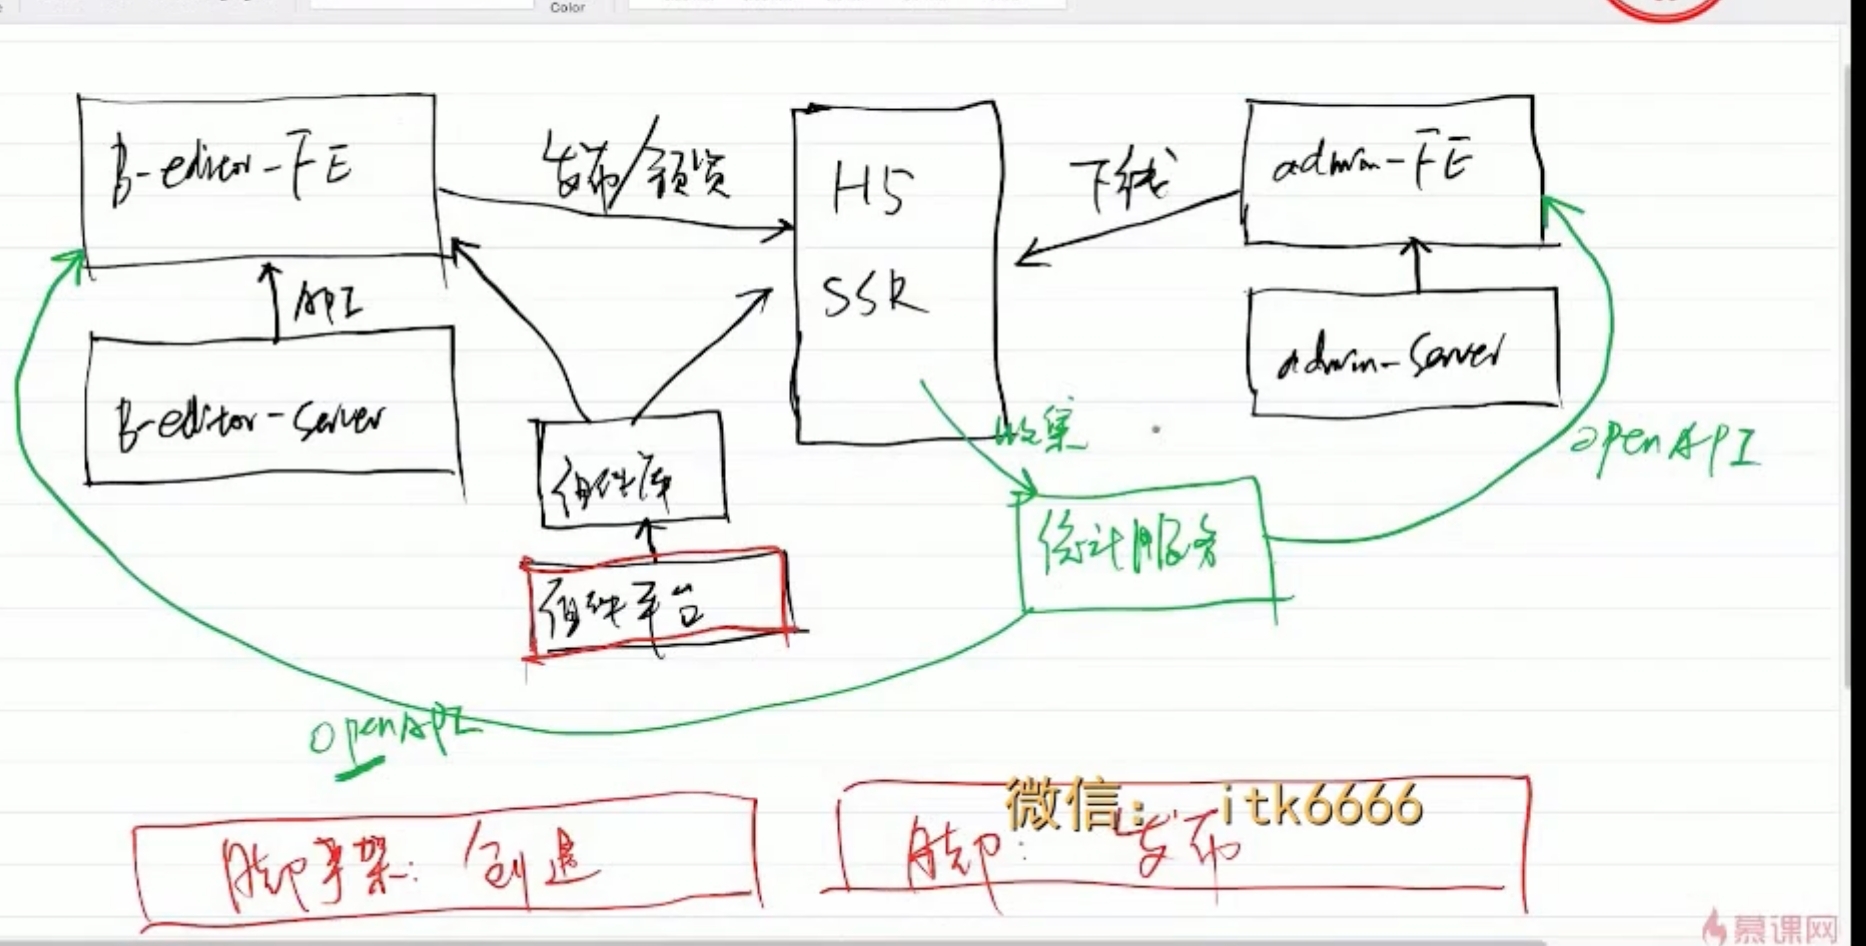 Color
B-editor-FE
发布/预览
H5
SSR
下线
admin-FE
API
B-editor-server
admin-server
组件库
收集
openAPI
统计服务
组件平台
openAPI
微信: itk6666
脚手架: 创建
脚: 发布
慕课网